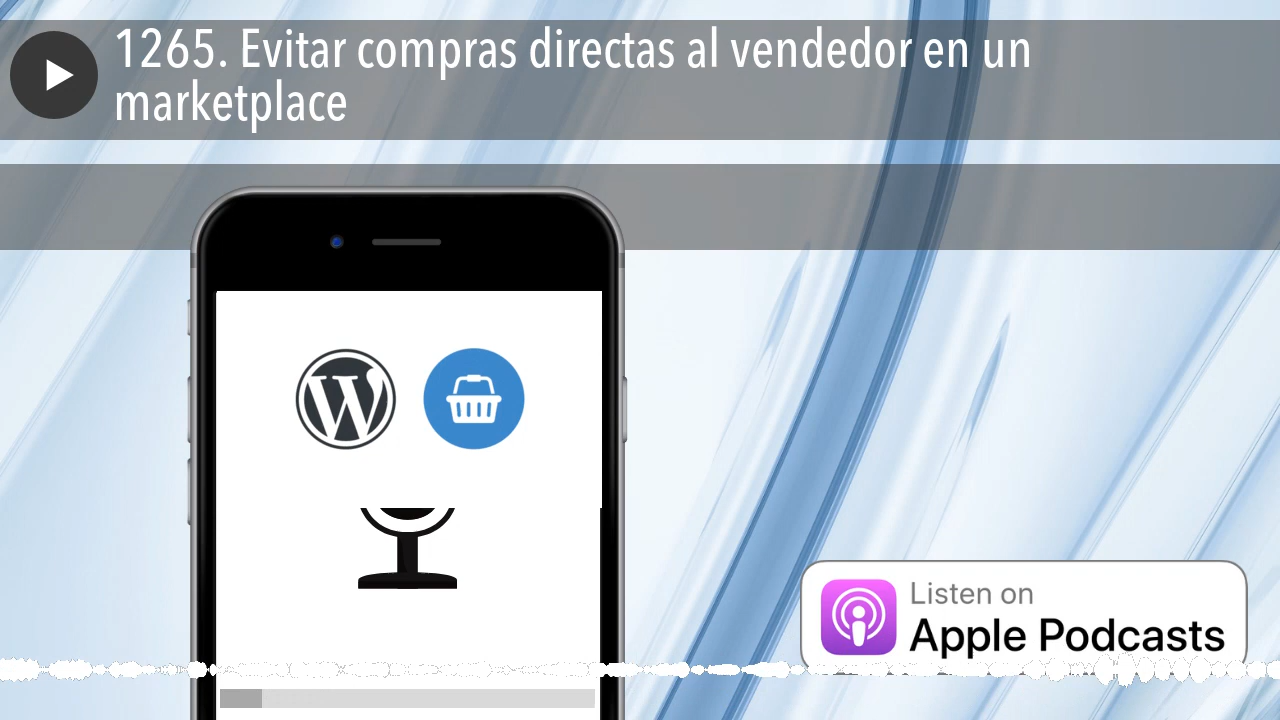 1265. Evitar compras directas al vendedor en un
marketplace
Listen on
Apple Podcasts